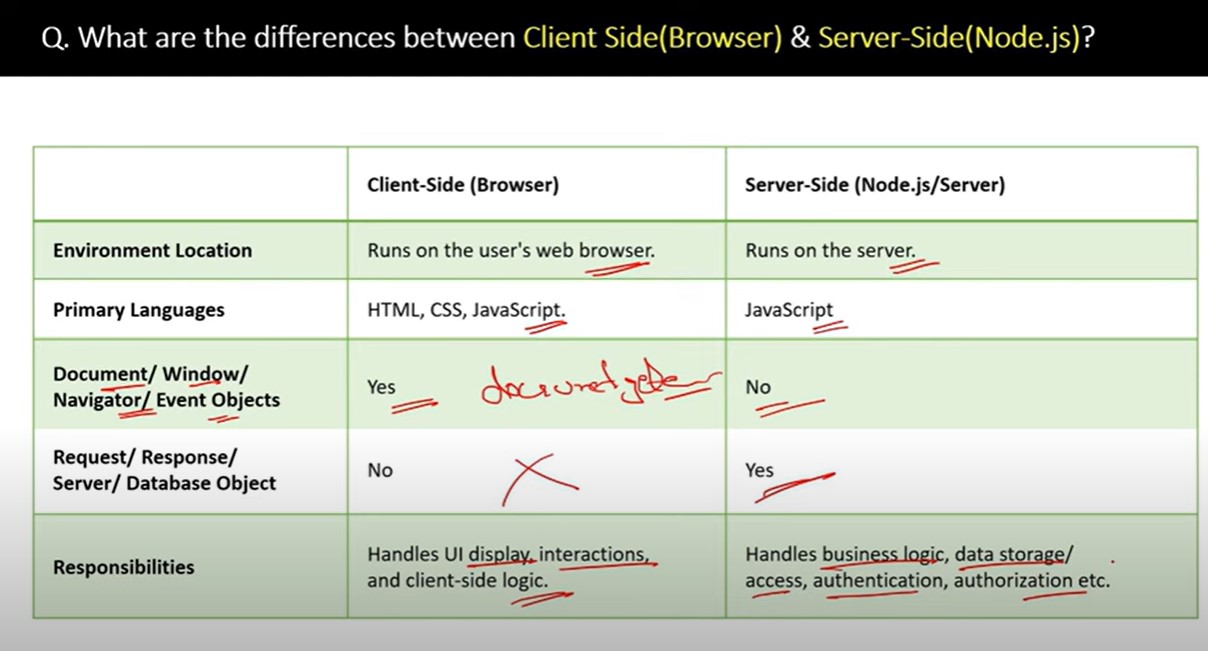 Q. What are the differences between Client Side(Browser) & Server-Side(Node.js)?
Client-Side (Browser) Server-Side (Node.js/Server)
Environment Location Runs on the user's web browser. Runs on the server.
Primary Languages HTML, CSS, JavaScript. JavaScript
Document/ Window/
Navigator/ Event Objects Yes No
Request/ Response/
Server/ Database Object No Yes
Responsibilities Handles UI display, interactions, Handles business logic, data storage/
and client-side logic. access, authentication, authorization etc.